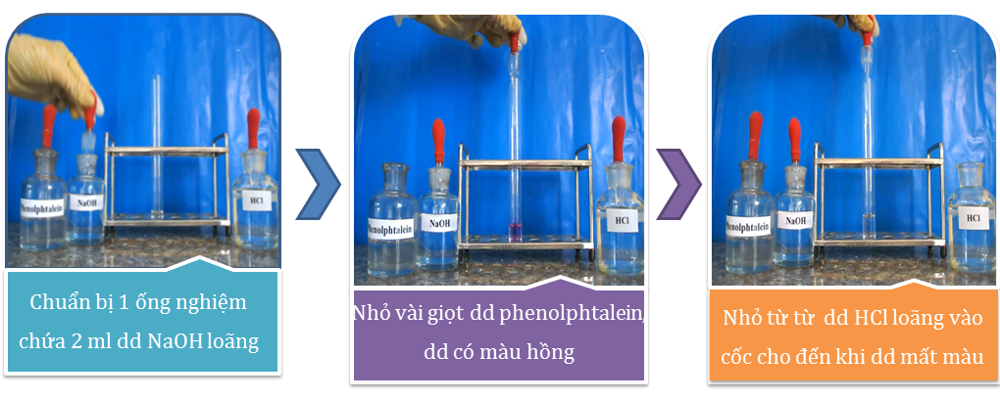 Phenolphtalein
NaOH
HCl
Phenolphtalein
NaOH
HCl
Phenolphtalein
NaOH
HCl
Chuẩn bị 1 ống nghiệm
chứa 2 ml dd NaOH loãng
Nhỏ vài giọt dd phenolphtalein,
dd có màu hồng
Nhỏ từ từ dd HCl loãng vào
cốc cho đến khi dd mất màu